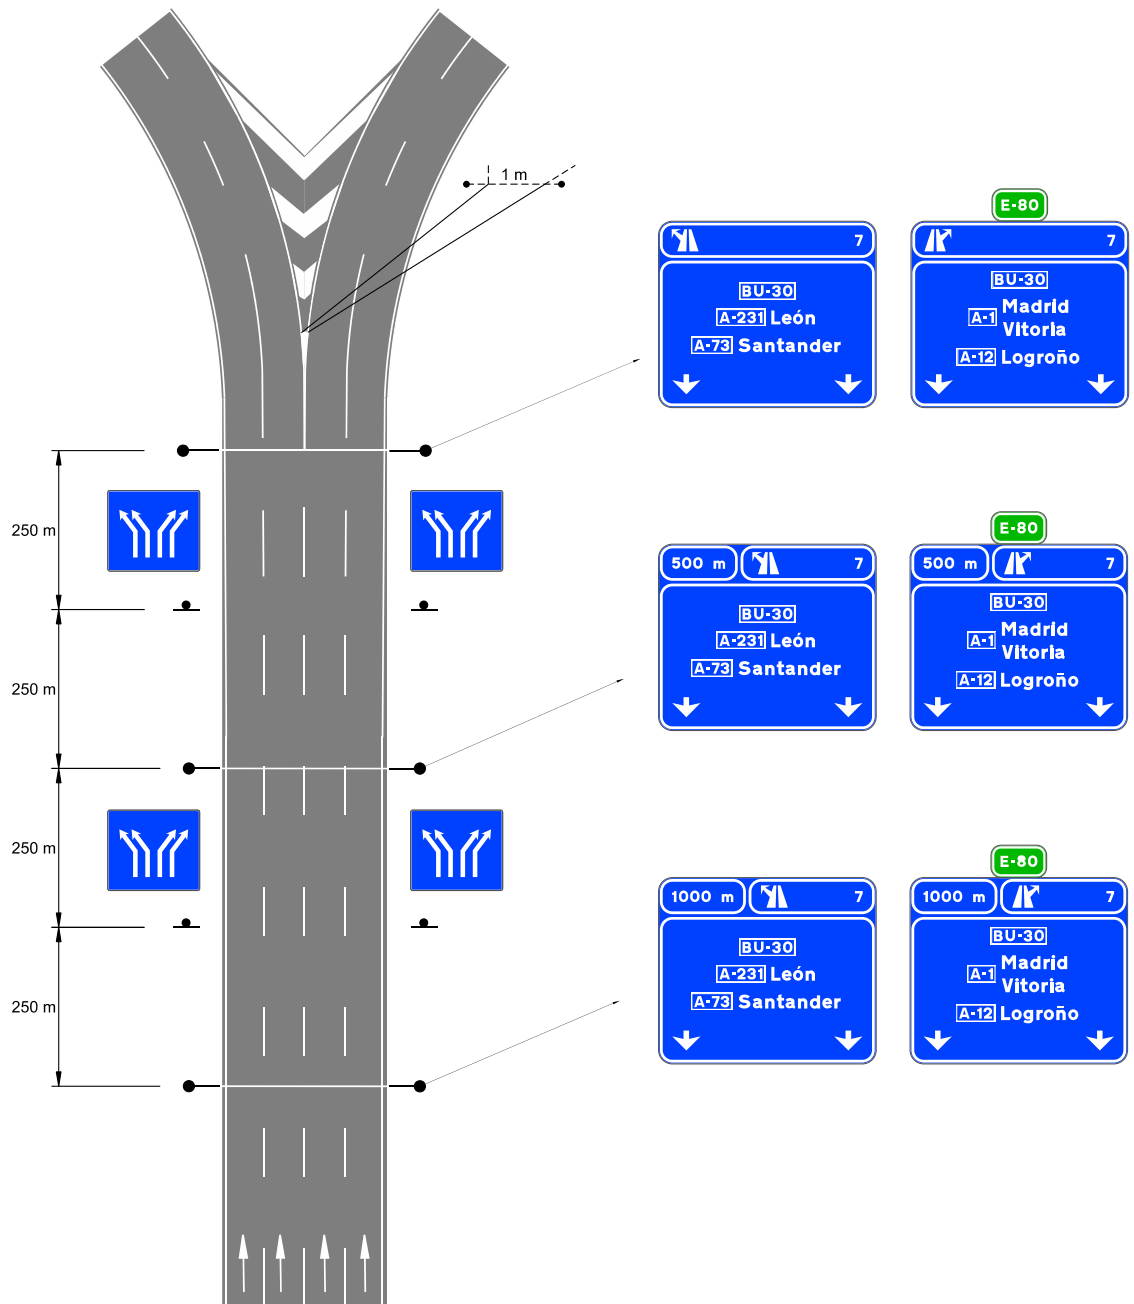 1 m
E-80
7
BU-30
A-231 León
A-73 Santander
7
BU-30
A-1 Madrid
Vitoria
A-12 Logroño
250 m
E-80
500 m 7
BU-30
A-231 León
A-73 Santander
500 m 7
BU-30
A-1 Madrid
Vitoria
A-12 Logroño
250 m
250 m
E-80
1000 m 7
BU-30
A-231 León
A-73 Santander
1000 m 7
BU-30
A-1 Madrid
Vitoria
A-12 Logroño
250 m